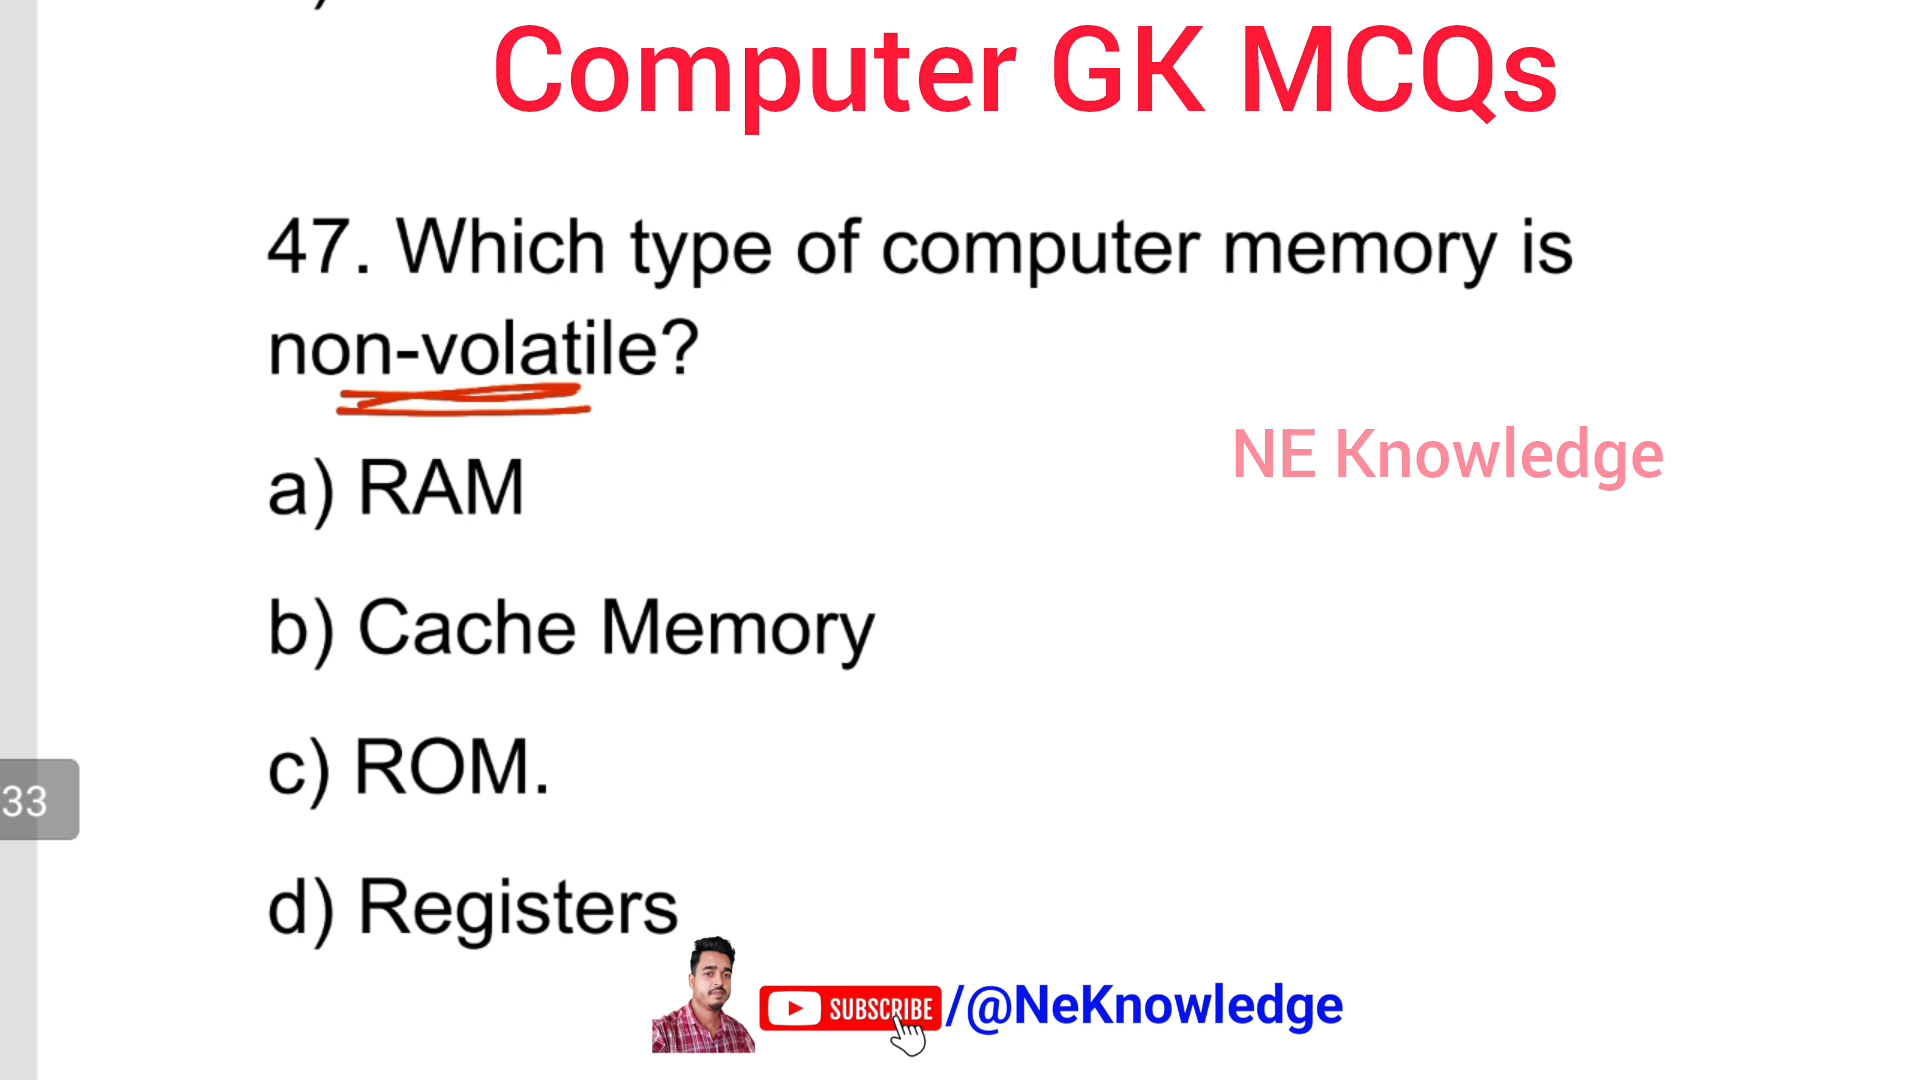 Computer GK MCQs
47. Which type of computer memory is
non-volatile?
NE Knowledge
a) RAM
b) Cache Memory
c) ROM.
33
d) Registers
SUBSCRIBE /@NeKnowledge